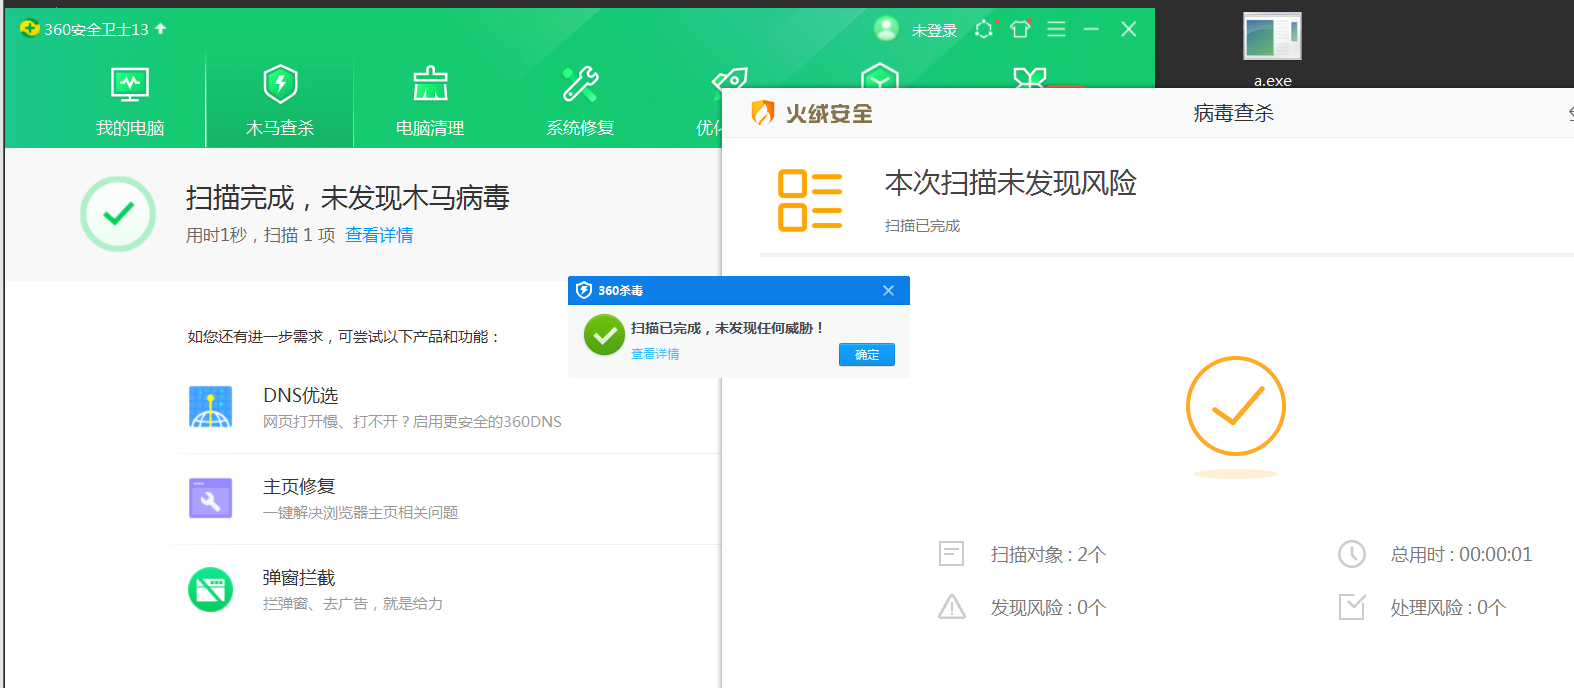 360安全卫士13
未登录
a.exe
我的电脑
木马查杀
电脑清理
系统修复
火绒安全
病毒查杀
扫描完成，未发现木马病毒
用时1秒，扫描 1 项 查看详情
本次扫描未发现风险
扫描已完成
360杀毒
扫描已完成，未发现任何威胁！
查看详情
确定
如您还有进一步需求，可尝试以下产品和功能：
DNS优选
网页打开慢、打不开？启用更安全的360DNS
主页修复
一键解决浏览器主页相关问题
弹窗拦截
拦弹窗、去广告，就是给力
扫描对象 : 2个
总用时 : 00:00:01
发现风险 : 0个
处理风险 : 0个